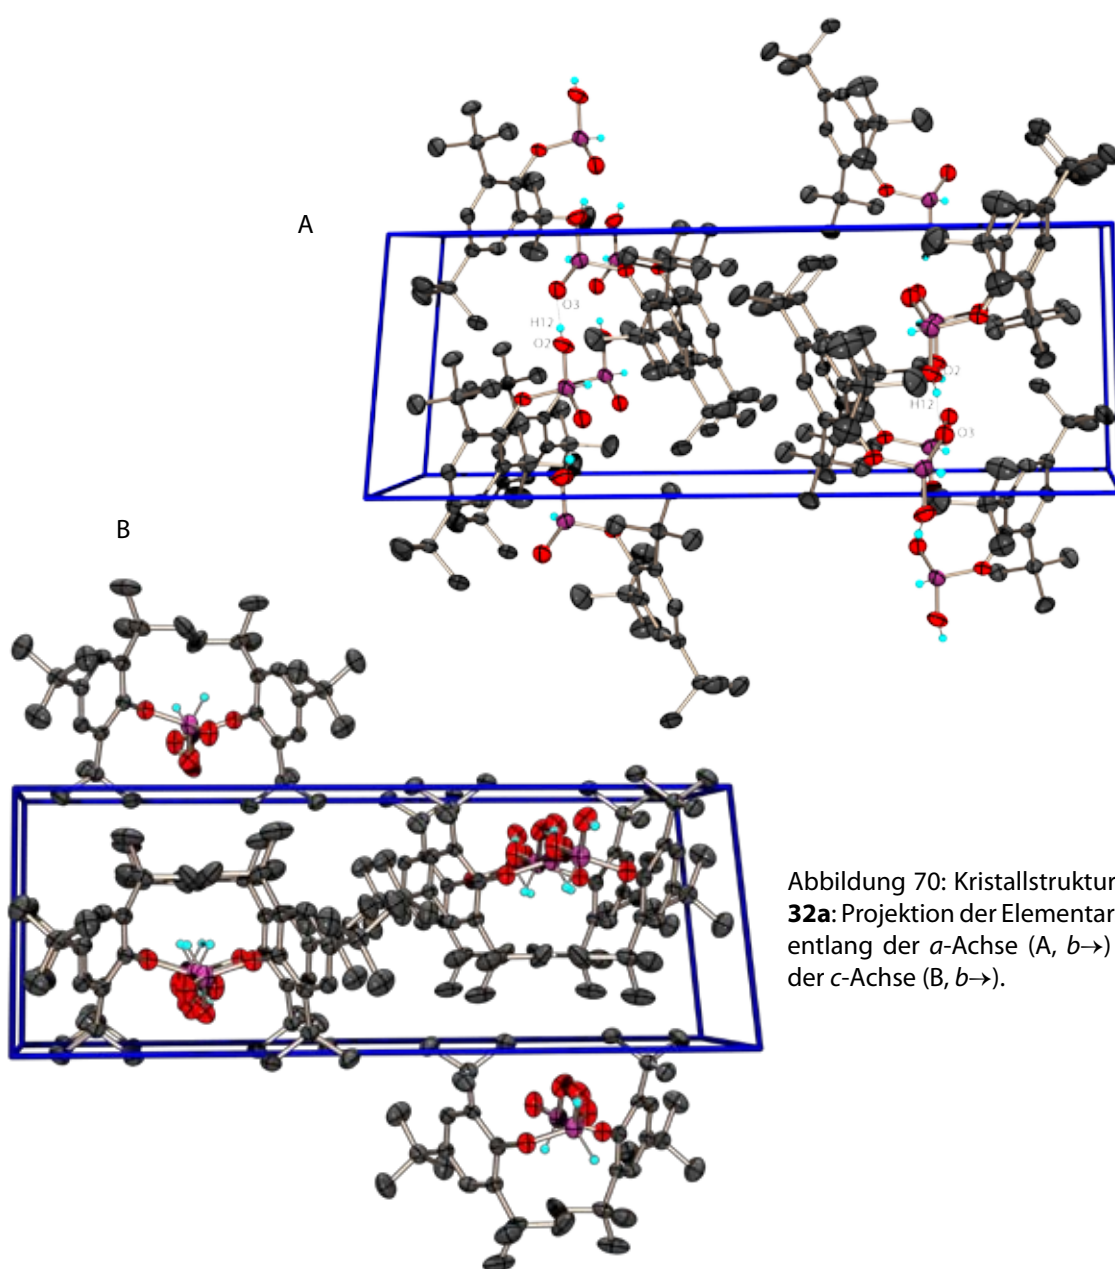 A
O3
H12
O2
O2
H12
O3
B
Abbildung 70: Kristallstruktur
32a: Projektion der Elementar
entlang der a-Achse (A, b→)
der c-Achse (B, b→).